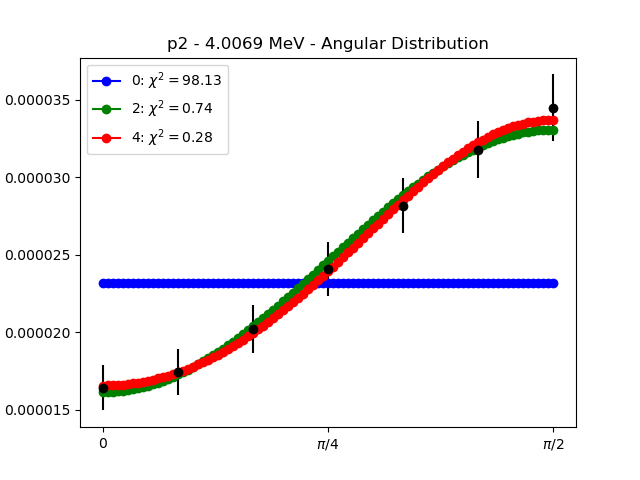 p2 - 4.0069 MeV - Angular Distribution
0: χ² = 98.13
2: χ² = 0.74
4: χ² = 0.28
0.000035
0.000030
0.000025
0.000020
0.000015
0
π/4
π/2